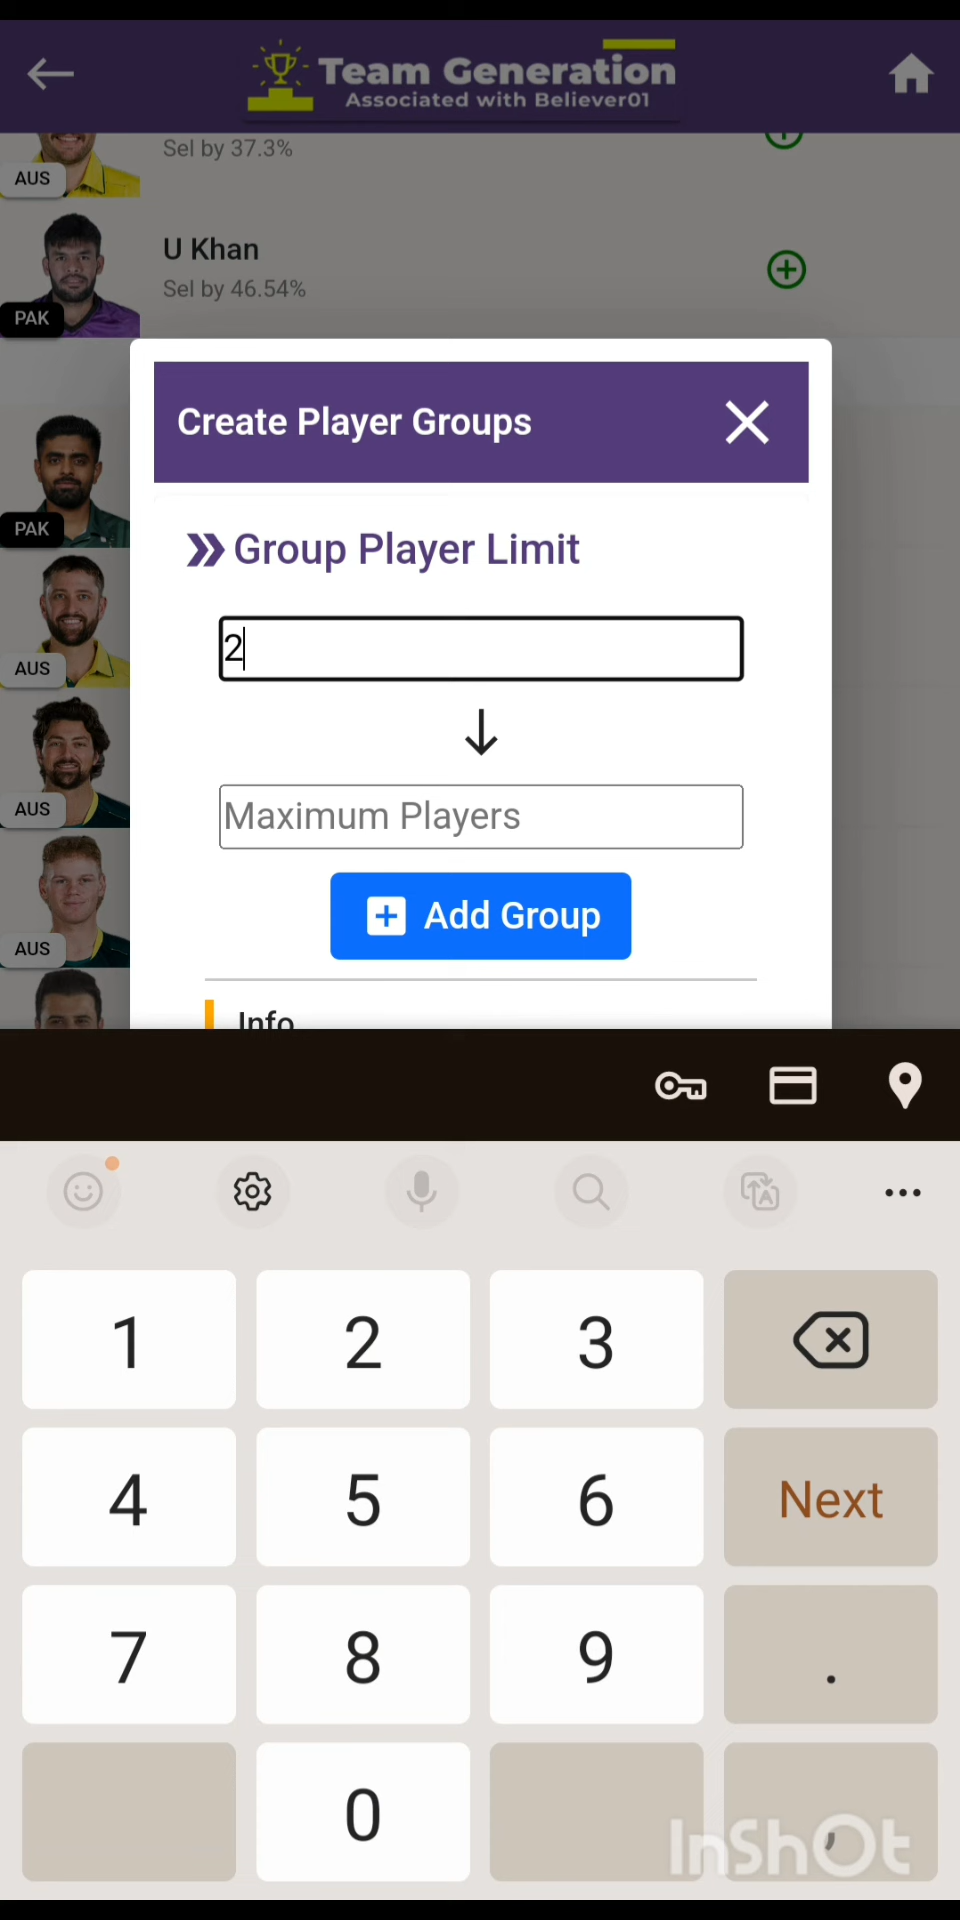 Team Generation
Associated with Believer01
Sel by 37.3%
AUS
U Khan
Sel by 46.54%
PAK
Create Player Groups
Group Player Limit
PAK
2
AUS
AUS
Maximum Players
Add Group
AUS
Info
1 2 3
4 5 6 Next
7 8 9 .
0 ,
InShOt